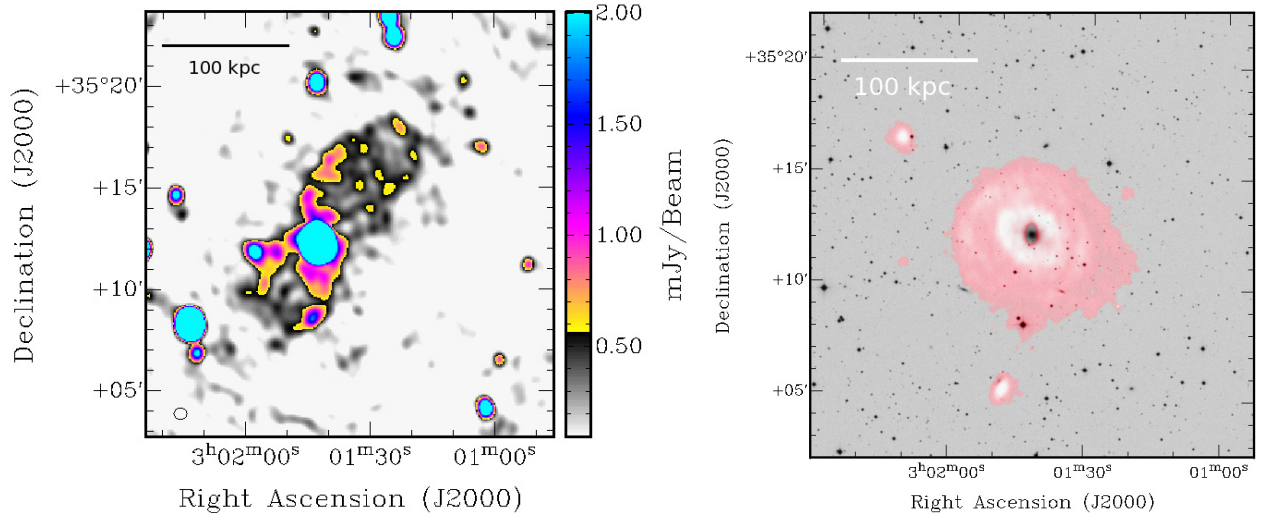 100 kpc
Declination (J2000)
+35°20′
+15′
+10′
+05′
3ʰ02ᵐ00ˢ 01ᵐ30ˢ 01ᵐ00ˢ
Right Ascension (J2000)
2.00
1.50
1.00
0.50
mJy/Beam
100 kpc
Declination (J2000)
+35°20′
+15′
+10′
+05′
3ʰ02ᵐ00ˢ 01ᵐ30ˢ 01ᵐ00ˢ
Right Ascension (J2000)